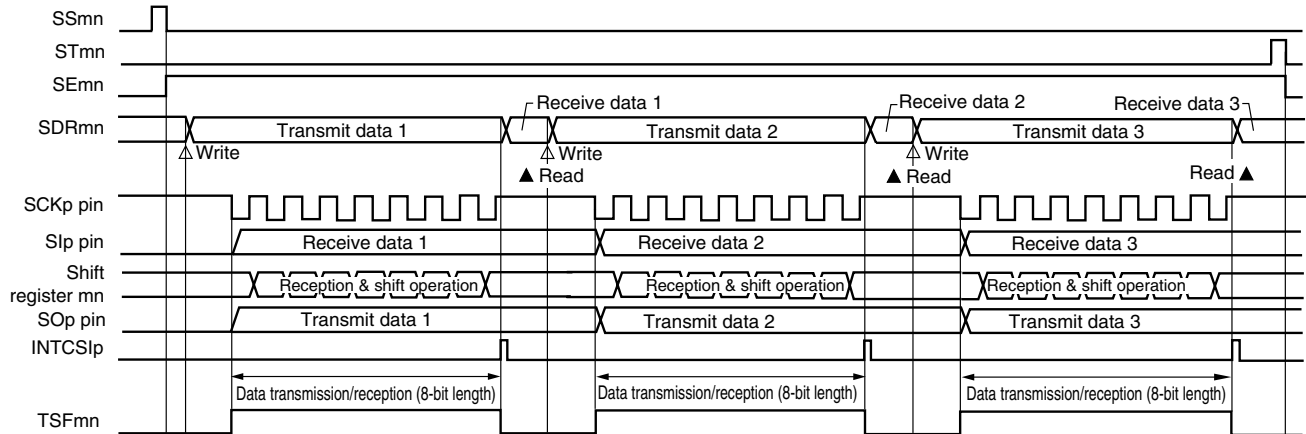 SSmn
STmn
SEmn
Receive data 1
Receive data 2
Receive data 3
SDRmn
Transmit data 1
Transmit data 2
Transmit data 3
Write
Write
Write
▲ Read
▲ Read
Read ▲
SCKp pin
SIp pin
Receive data 1
Receive data 2
Receive data 3
Shift
register mn
Reception & shift operation
Reception & shift operation
Reception & shift operation
SOp pin
Transmit data 1
Transmit data 2
Transmit data 3
INTCSIp
Data transmission/reception (8-bit length)
Data transmission/reception (8-bit length)
Data transmission/reception (8-bit length)
TSFmn